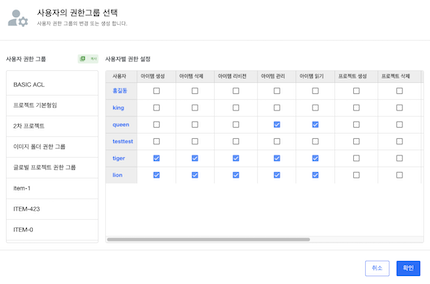 사용자의 권한그룹 선택
사용자 권한 그룹의 변경 또는 생성 합니다.
사용자 권한 그룹
사용자별 권한 설정
BASIC ACL
프로젝트 기본형임
2차 프로젝트
이미지 폴더 권한 그룹
글로벌 프로젝트 권한 그룹
item-1
ITEM-423
ITEM-0
사용자 아이템 생성 아이템 삭제 아이템 리비전 아이템 관리 아이템 읽기 프로젝트 생성 프로젝트 삭제
홍길동
king
queen
testtest
tiger
lion
취소
확인